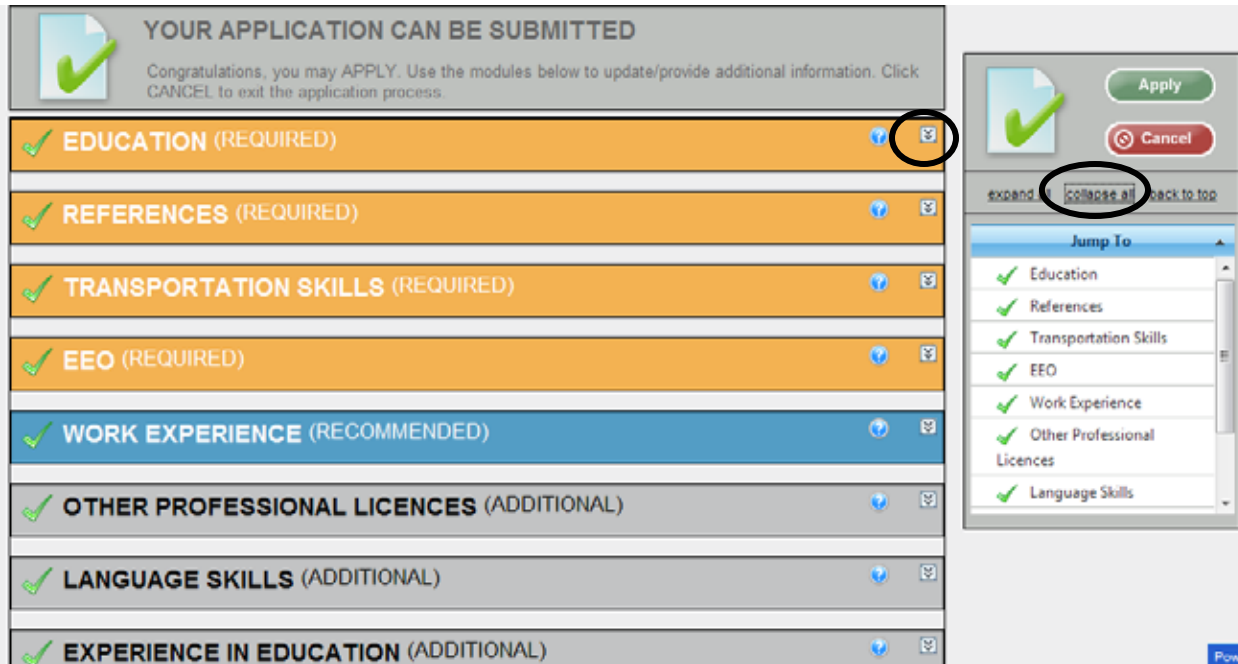 YOUR APPLICATION CAN BE SUBMITTED
Congratulations, you may APPLY. Use the modules below to update/provide additional information. Click
CANCEL to exit the application process.
EDUCATION (REQUIRED)
REFERENCES (REQUIRED)
TRANSPORTATION SKILLS (REQUIRED)
EEO (REQUIRED)
WORK EXPERIENCE (RECOMMENDED)
OTHER PROFESSIONAL LICENCES (ADDITIONAL)
LANGUAGE SKILLS (ADDITIONAL)
EXPERIENCE IN EDUCATION (ADDITIONAL)
Apply
Cancel
expand collapse all back to top
Jump To
Education
References
Transportation Skills
EEO
Work Experience
Other Professional
Licences
Language Skills